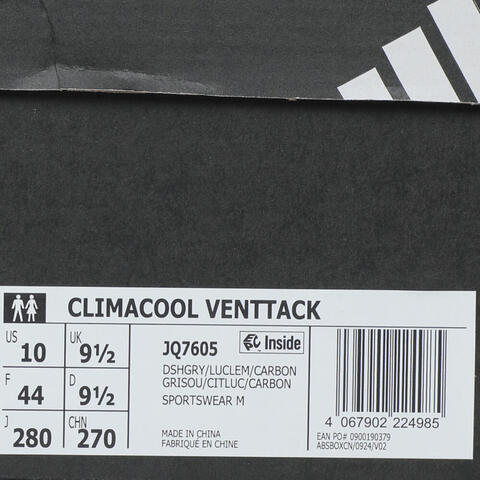 CLIMACOOL VENTTACK
US 10 UK 9½
F 44 D 9½
J 280 CHN 270
JQ7605 Inside
DSHGRY/LUCLEM/CARBON
GRISOU/CITLUC/CARBON
SPORTSWEAR M
MADE IN CHINA
FABRIQUÉ EN CHINE
4 067902 224985
EAN PO# 0900190379
ABSBOXCN/0924/V02